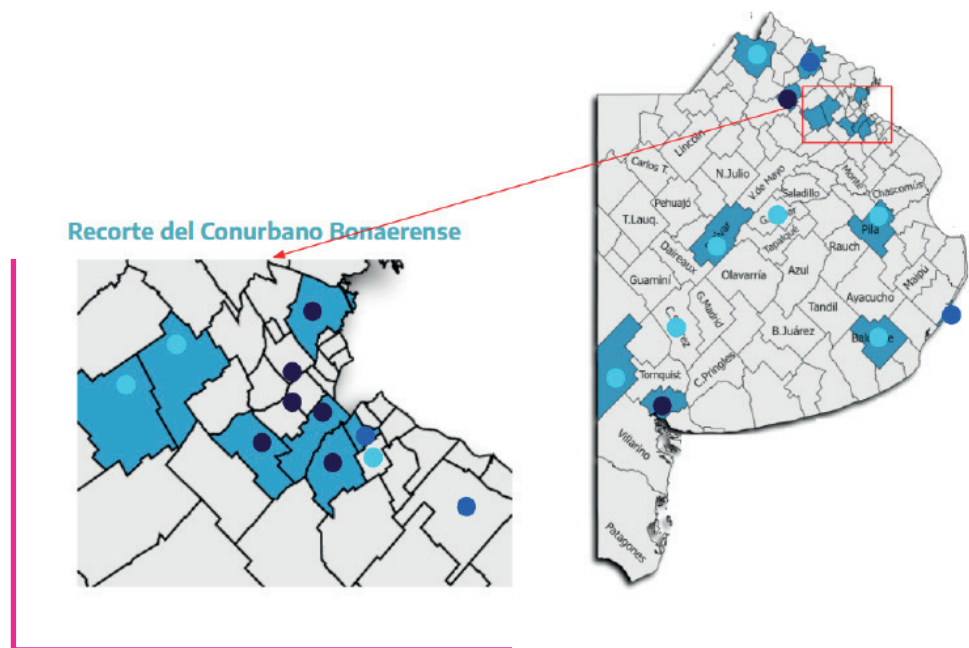 Recorte del Conurbano Bonaerense
Lincoln
Carlos T.
N.Julio
V.de Mayo
Monte
Saladillo
Chascomús
Pehuajó
T.Lauq.
Tapalqué
Pila
Rauch
Daireaux
Guaminí
Olavarría
Azul
Maipú
G.Madrid
Tandil
Ayacucho
B.Juárez
Tornquist
C.Pringles
Villarino
Patagones